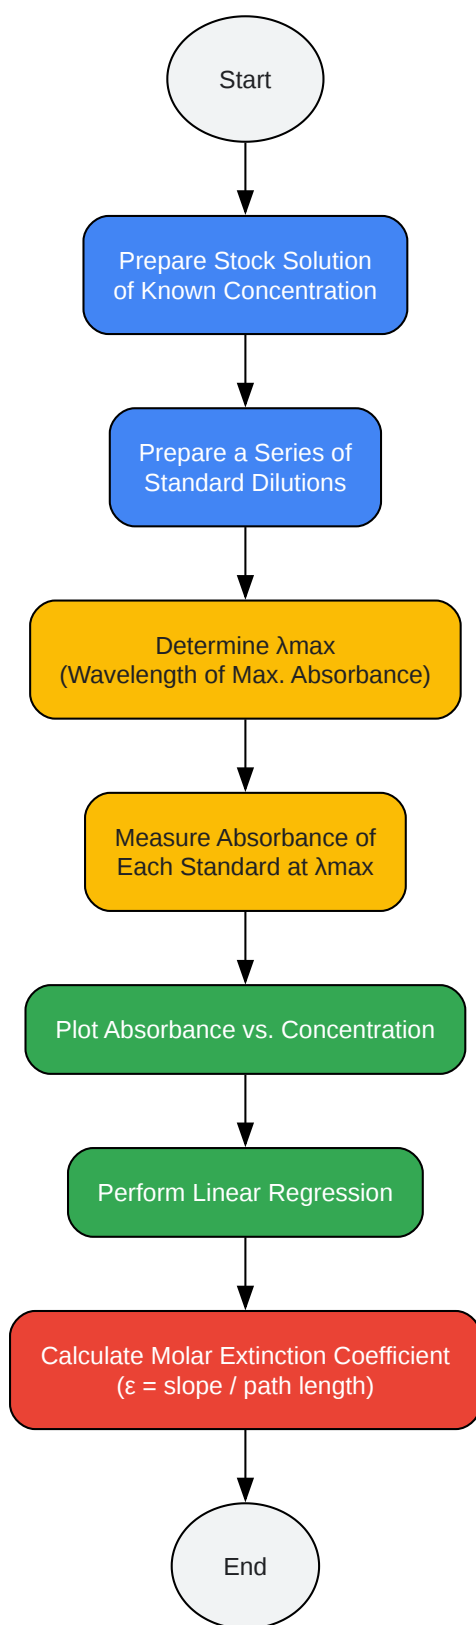 Start
Prepare Stock Solution
of Known Concentration
Prepare a Series of
Standard Dilutions
Determine λmax
(Wavelength of Max. Absorbance)
Measure Absorbance of
Each Standard at λmax
Plot Absorbance vs. Concentration
Perform Linear Regression
Calculate Molar Extinction Coefficient
(ε = slope / path length)
End